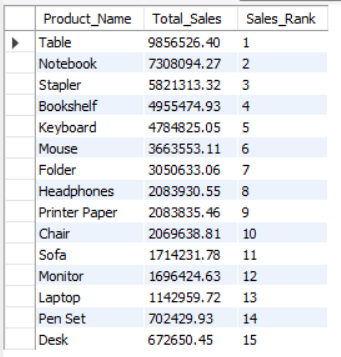 Product_Name Total_Sales Sales_Rank
Table 9856526.40 1
Notebook 7308094.27 2
Stapler 5821313.32 3
Bookshelf 4955474.93 4
Keyboard 4784825.05 5
Mouse 3663553.11 6
Folder 3050633.06 7
Headphones 2083930.55 8
Printer Paper 2083835.46 9
Chair 2069638.81 10
Sofa 1714231.78 11
Monitor 1696424.63 12
Laptop 1142959.72 13
Pen Set 702429.93 14
Desk 672650.45 15